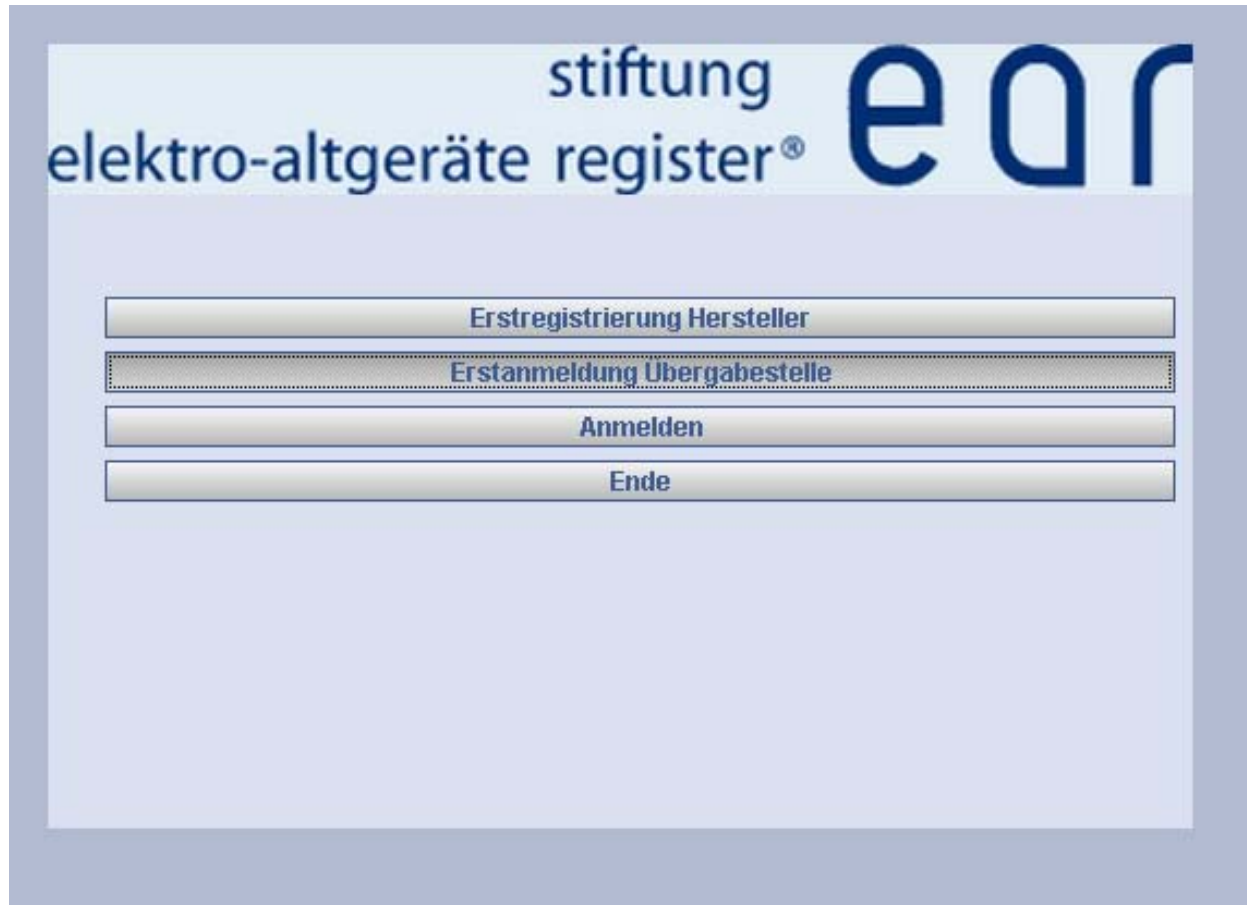 stiftung
elektro-altgeräte register®
ear
Erstregistrierung Hersteller
Erstanmeldung Übergabestelle
Anmelden
Ende